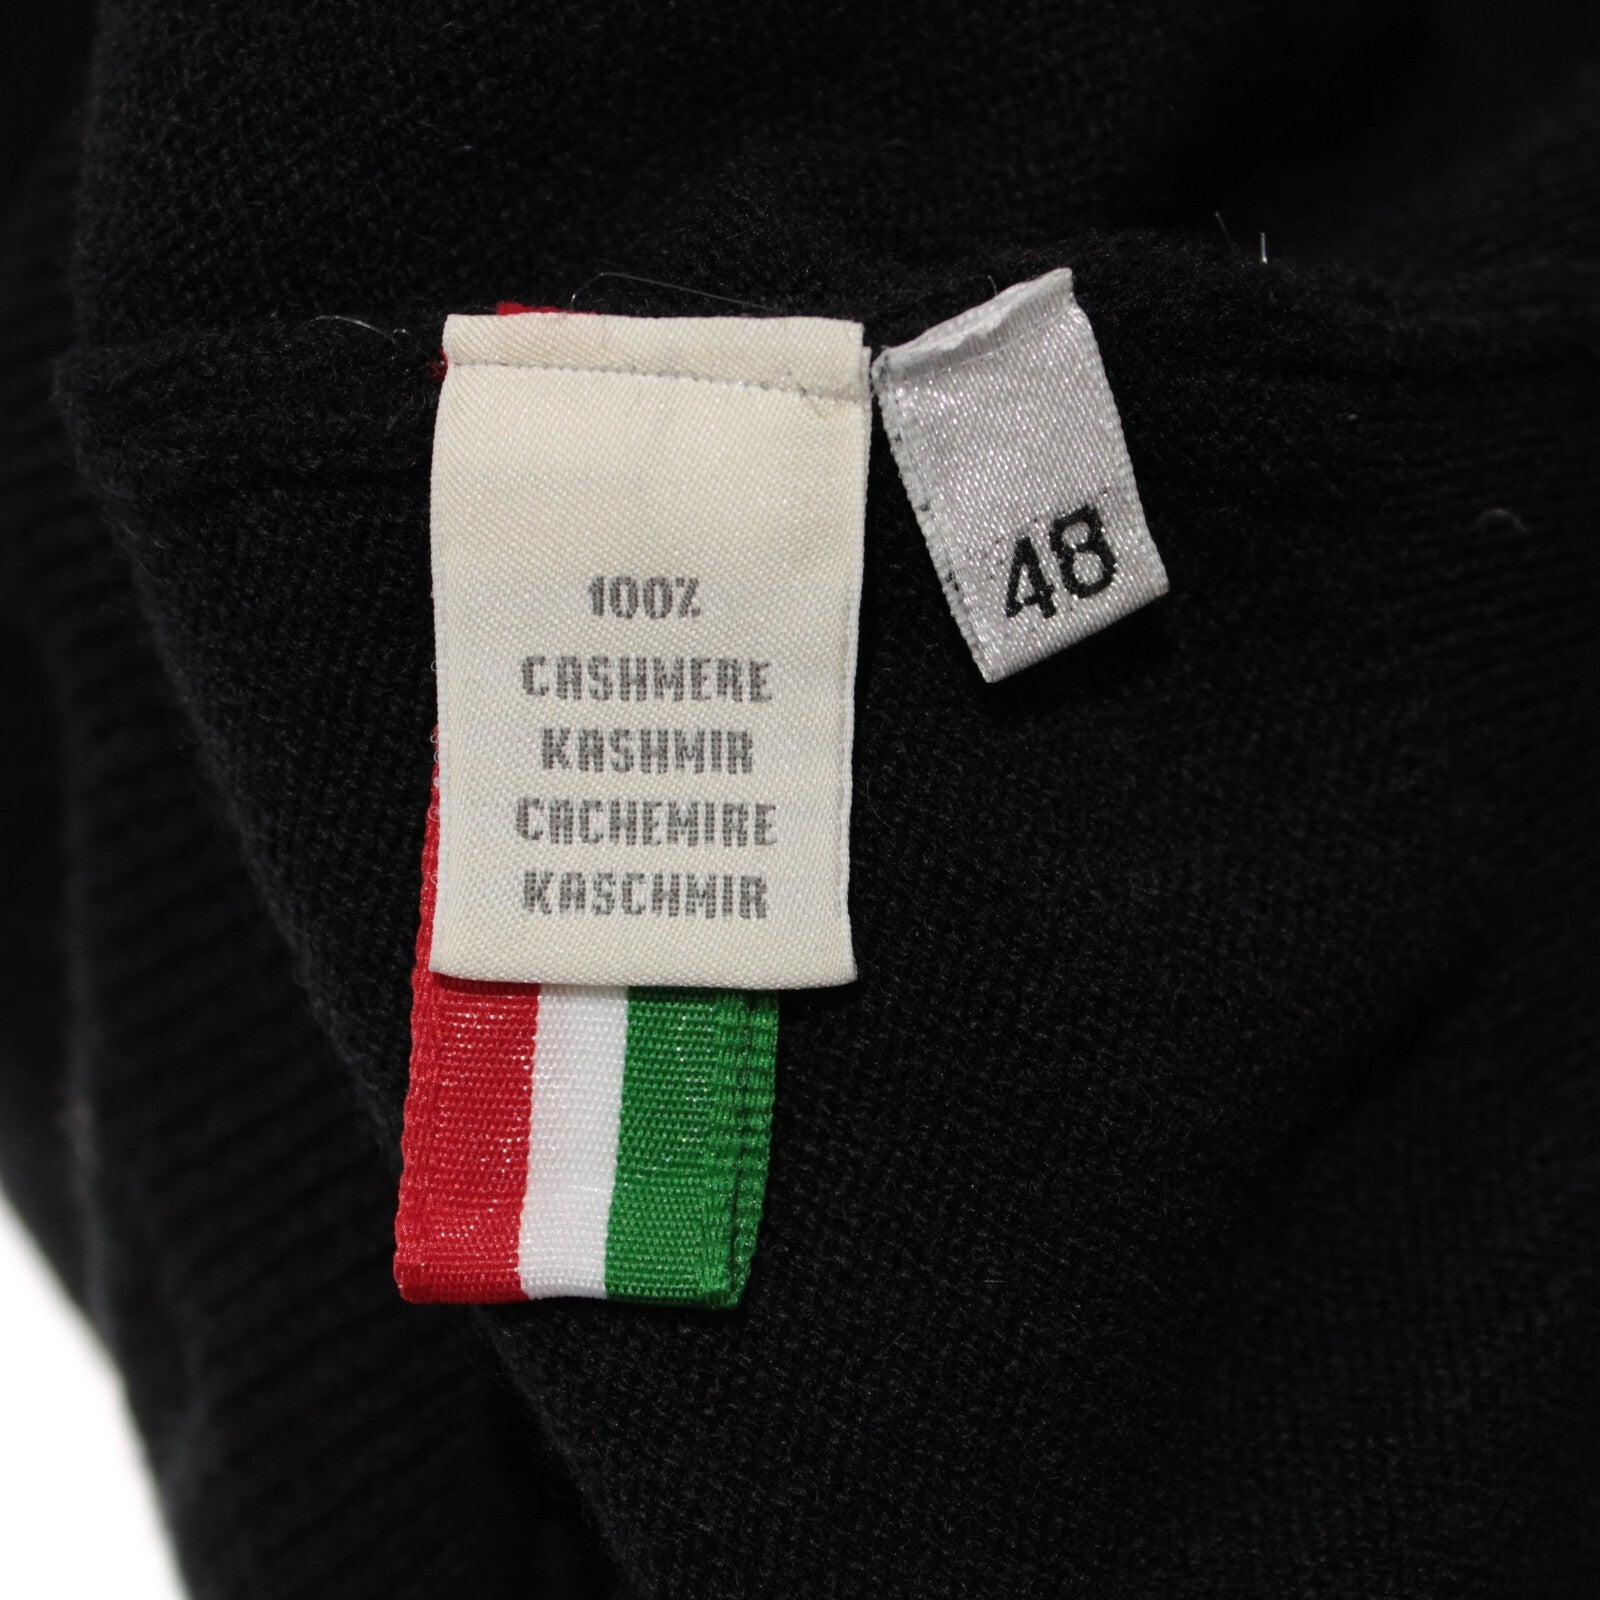 100%
CASHMERE
KASHMIR
CACHEMIRE
KASCHMIR
48